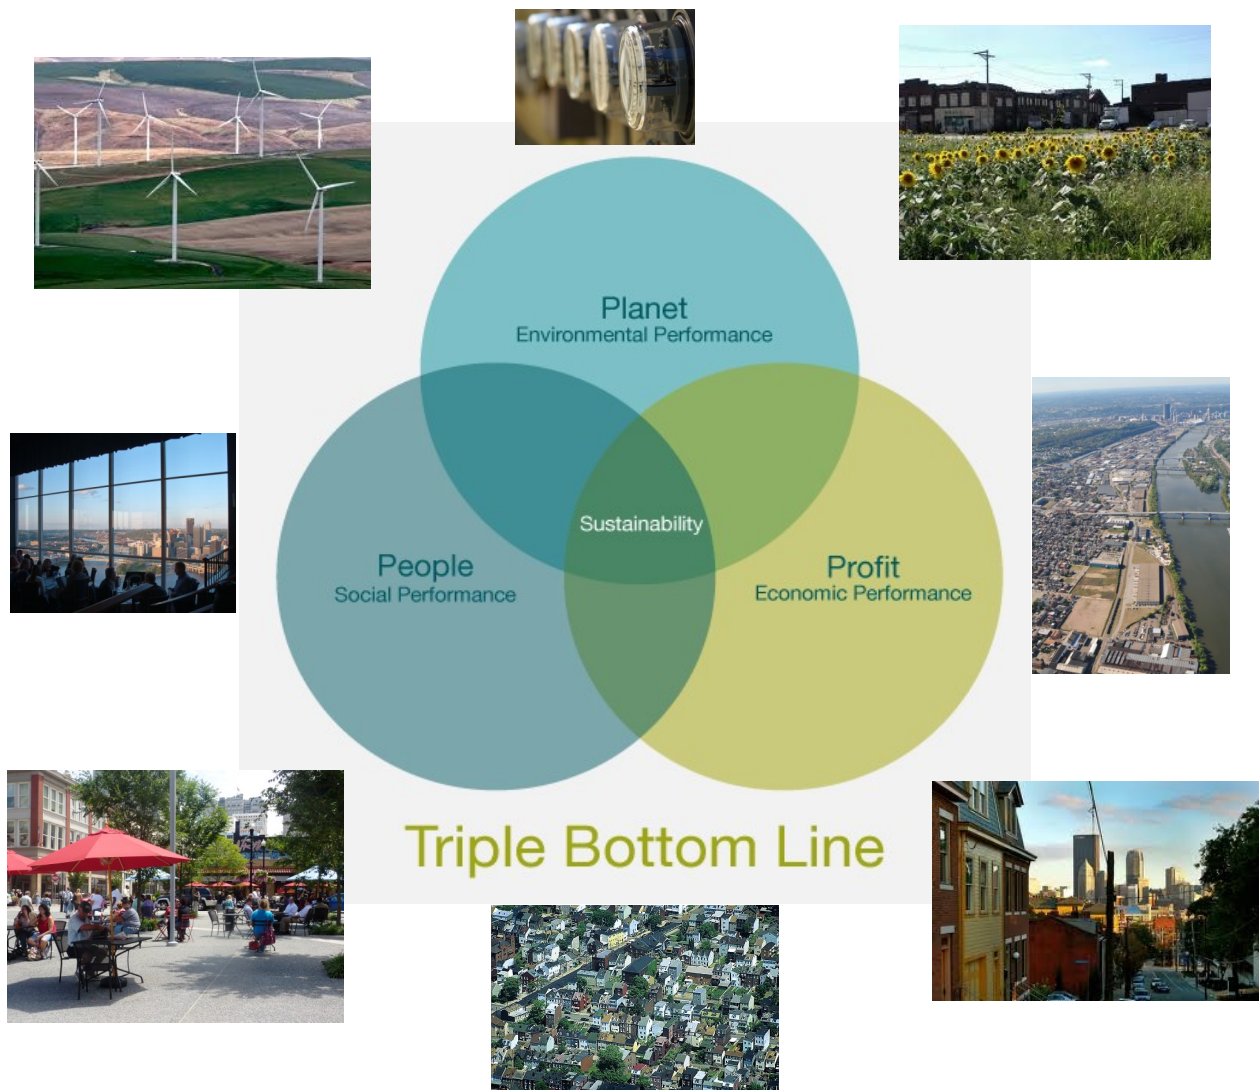 Planet
Environmental Performance
Sustainability
People
Social Performance
Profit
Economic Performance
Triple Bottom Line